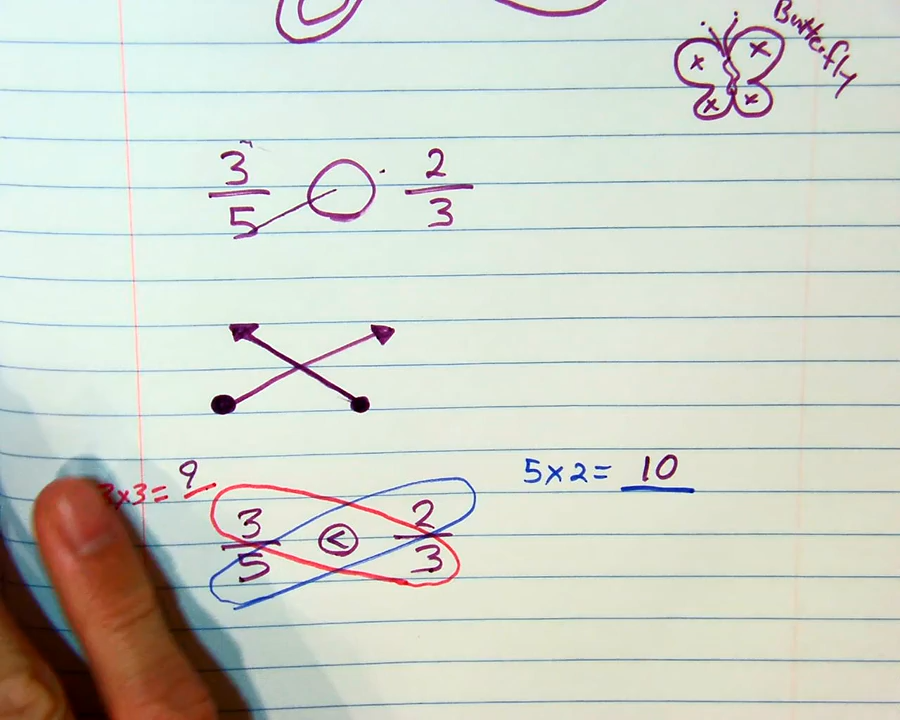 Butterfly
3/5 ◯ 2/3
3x3= 9
5x2= 10
3/5 < 2/3